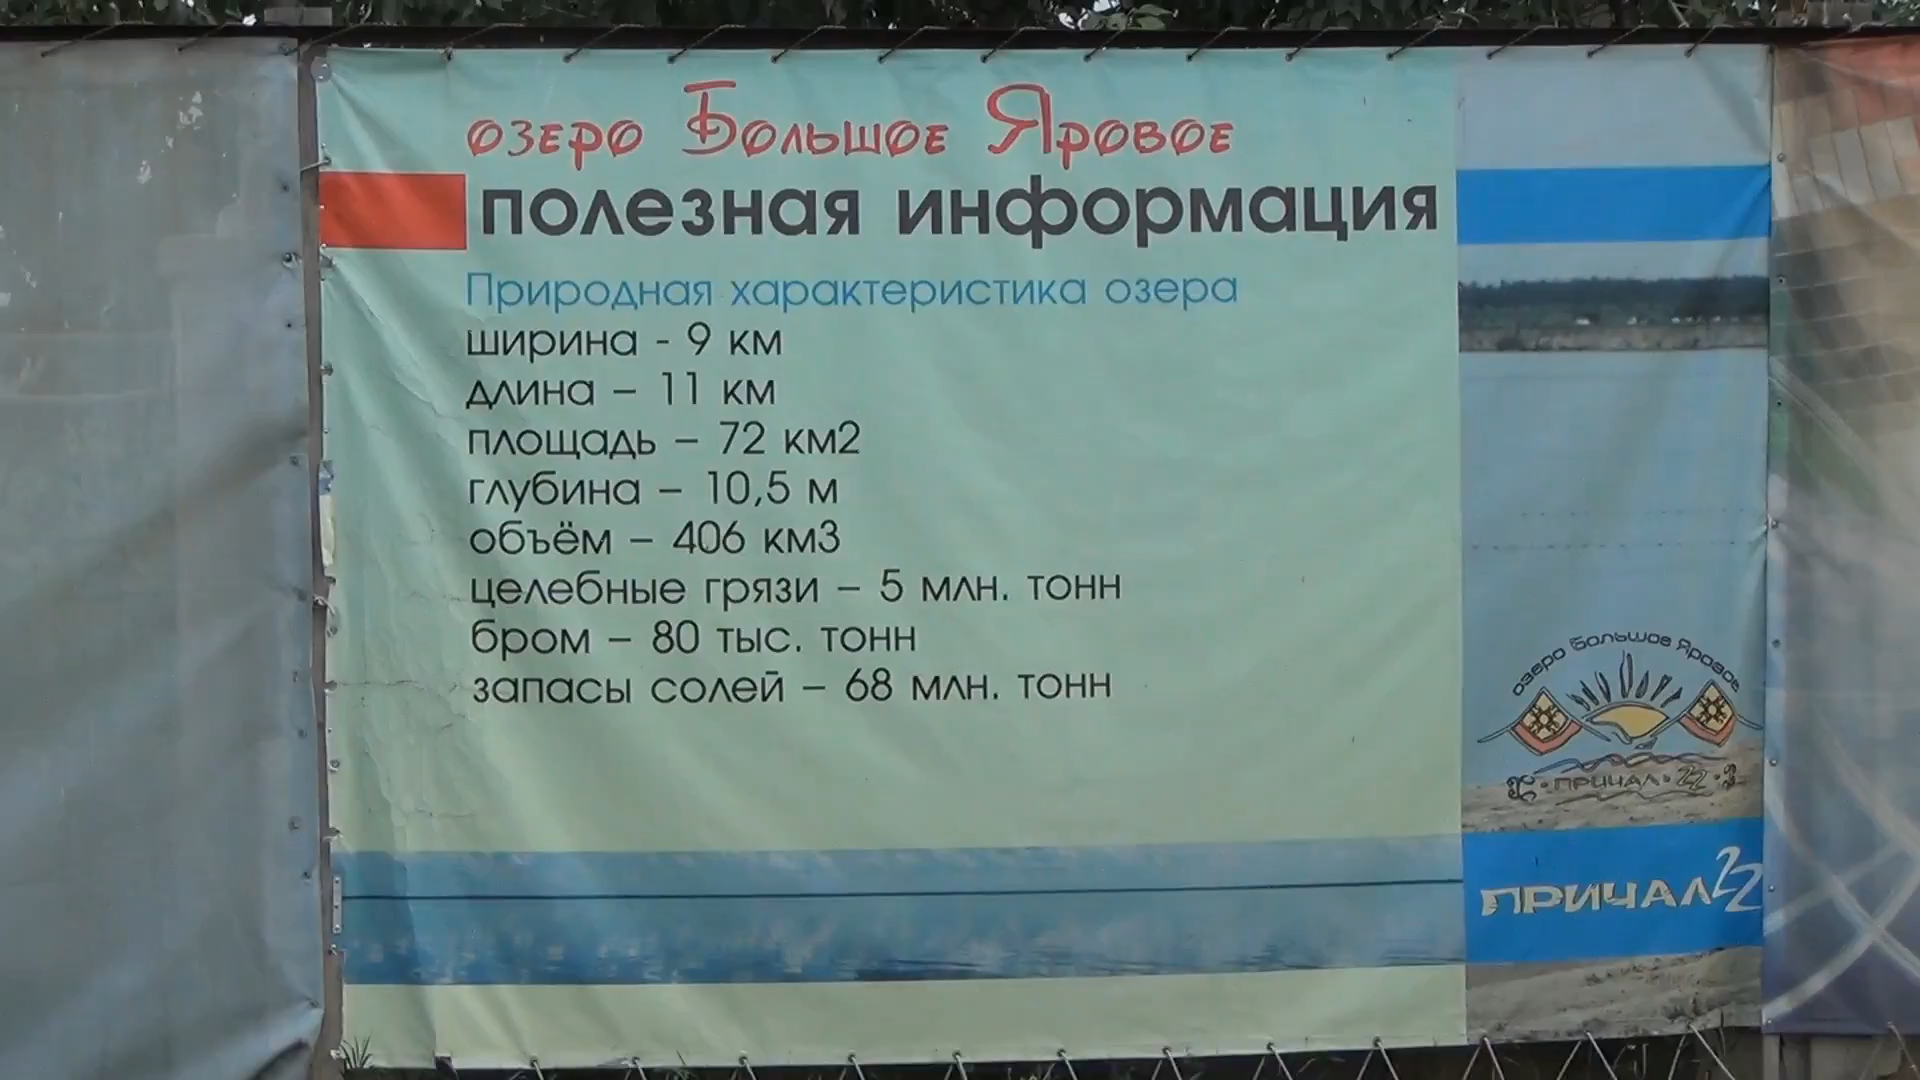 озеро Большое Яровое
полезная информация
Природная характеристика озера
ширина - 9 км
длина – 11 км
площадь – 72 км2
глубина – 10,5 м
объём – 406 км3
целебные грязи – 5 млн. тонн
бром – 80 тыс. тонн
запасы солей – 68 млн. тонн
озеро Большое Яровое
ПРИЧАЛ 22
ПРИЧАЛ 22